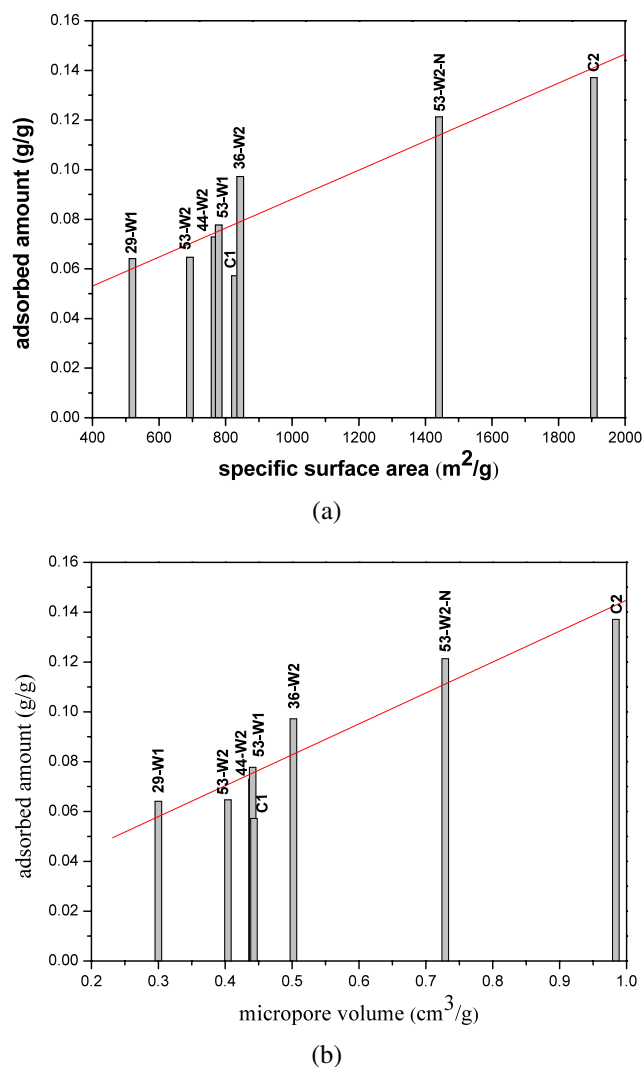 0.16
0.14
0.12
0.10
0.08
0.06
0.04
0.02
0.00
adsorbed amount (g/g)
29-W1
53-W2
44-W2
53-W1
C1
36-W2
53-W2-N
C2
400 600 800 1000 1200 1400 1600 1800 2000
specific surface area (m²/g)
(a)
0.16
0.14
0.12
0.10
0.08
0.06
0.04
0.02
0.00
adsorbed amount (g/g)
29-W1
53-W2
44-W2
53-W1
C1
36-W2
53-W2-N
C2
0.2 0.3 0.4 0.5 0.6 0.7 0.8 0.9 1.0
micropore volume (cm³/g)
(b)